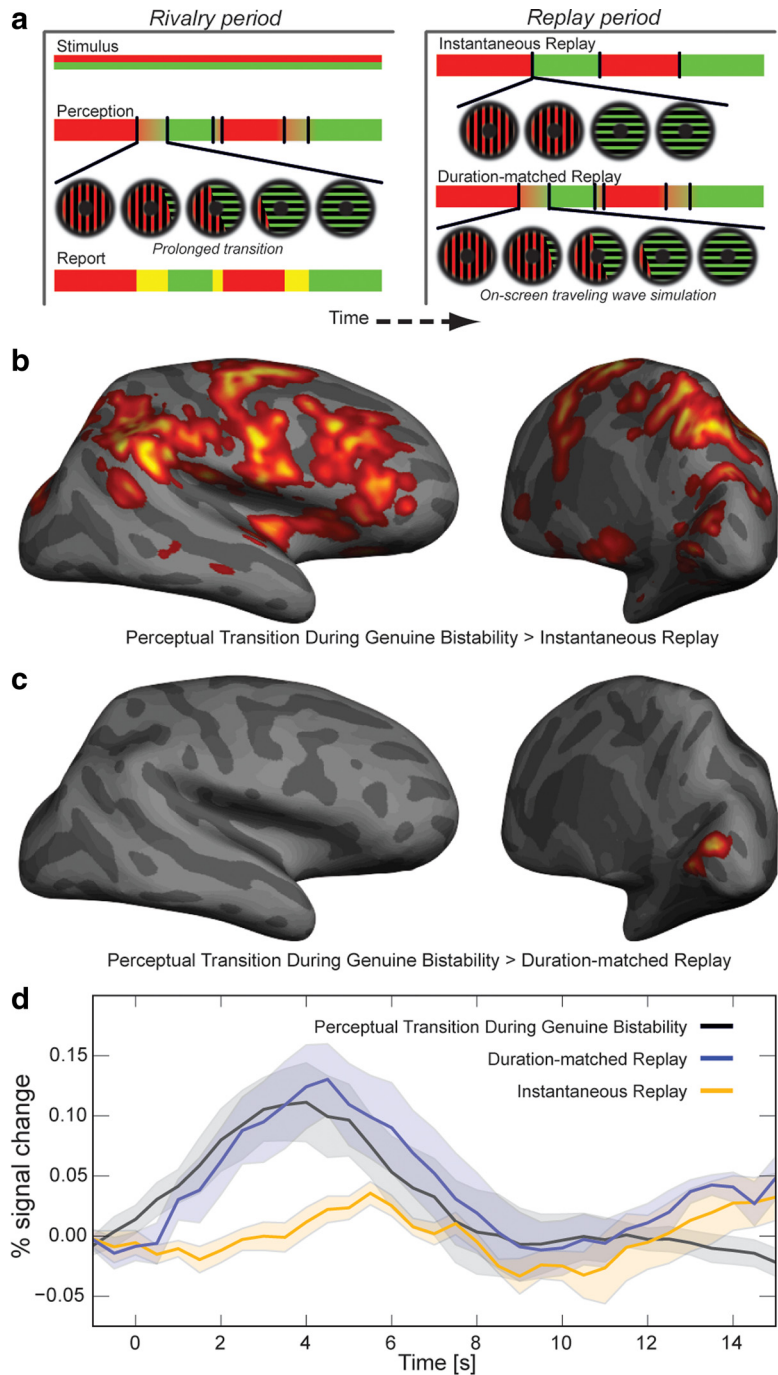 a
Rivalry period
Stimulus
Perception
Prolonged transition
Report
Replay period
Instantaneous Replay
Duration-matched Replay
On-screen traveling wave simulation
Time
b
Perceptual Transition During Genuine Bistability > Instantaneous Replay
c
Perceptual Transition During Genuine Bistability > Duration-matched Replay
d
Perceptual Transition During Genuine Bistability
Duration-matched Replay
Instantaneous Replay
% signal change
0.15
0.10
0.05
0.00
−0.05
0 2 4 6 8 10 12 14
Time [s]